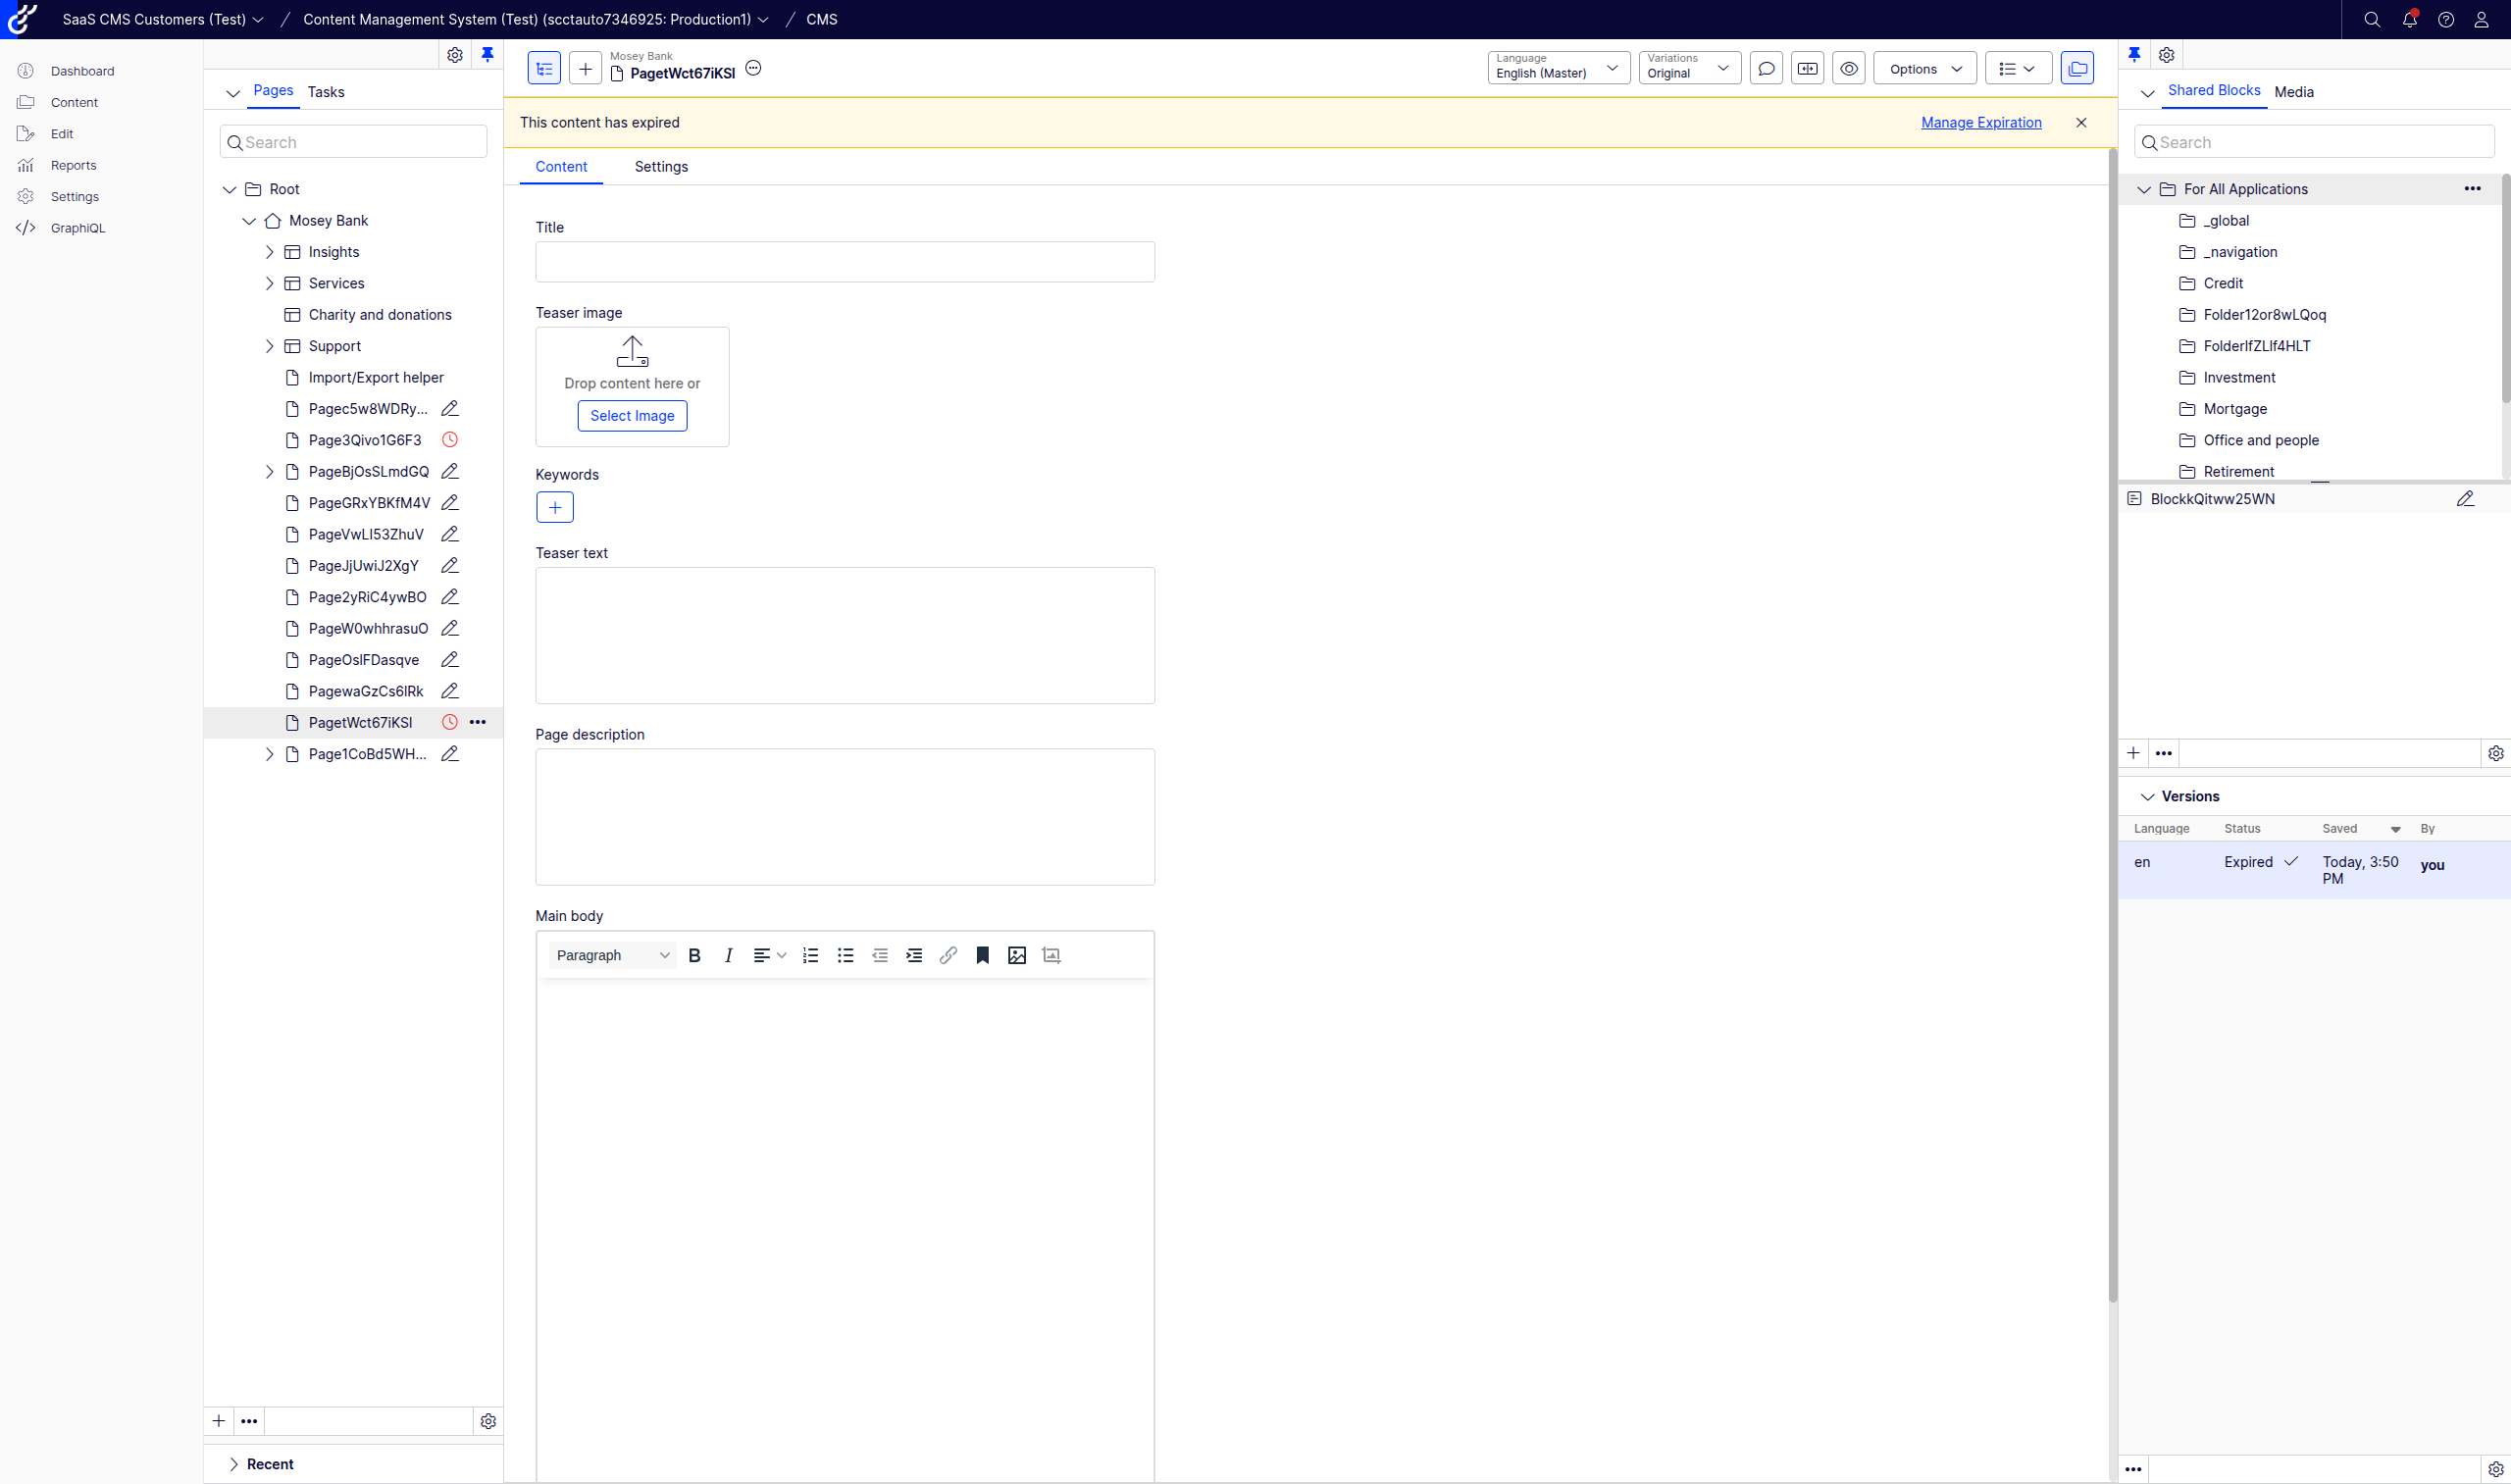 SaaS CMS Customers (Test) / Content Management System (Test) (scctauto7346925: Production1) / CMS
Dashboard
Content
Edit
Reports
Settings
GraphiQL
Pages Tasks
Search
Root
Mosey Bank
Insights
Services
Charity and donations
Support
Import/Export helper
Pagec5w8WDRy...
Page3Qivo1G6F3
PageBjOsSLmdGQ
PageGRxYBKfM4V
PageVwLI53ZhuV
PageJjUwiJ2XgY
Page2yRiC4ywBO
PageW0whhrasuO
PageOslFDasqve
PagewaGzCs6lRk
PagetWct67iKSI
Page1CoBd5WH...
Recent
Mosey Bank
PagetWct67iKSI
Language
English (Master)
Variations
Original
Options
This content has expired
Manage Expiration
Content Settings
Title
Teaser image
Drop content here or
Select Image
Keywords
Teaser text
Page description
Main body
Paragraph
Shared Blocks Media
Search
For All Applications
_global
_navigation
Credit
Folder12or8wLQoq
FolderIfZLlf4HLT
Investment
Mortgage
Office and people
Retirement
BlockkQitww25WN
Versions
Language Status Saved By
en Expired Today, 3:50 PM you